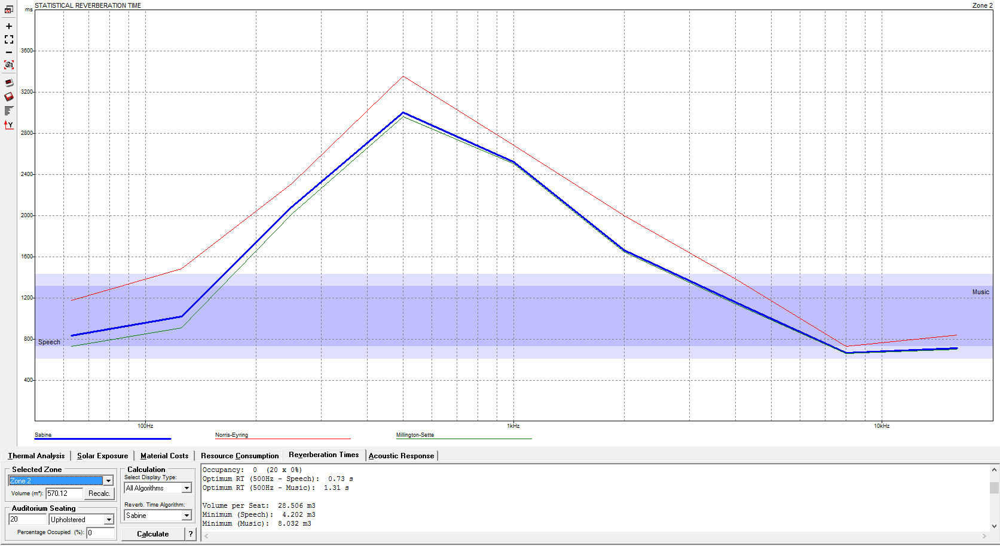 STATISTICAL REVERBERATION TIME
Zone 2
ms
3600
3200
2800
2400
2000
1600
1200
800
400
Music
Speech
100Hz
1kHz
10kHz
Sabine
Norris-Eyring
Millington-Sette
Y
Thermal Analysis
Solar Exposure
Material Costs
Resource Consumption
Reverberation Times
Acoustic Response
Selected Zone
Zone 2
Volume (m³): 570.12 Recalc.
Auditorium Seating
20 Upholstered
Percentage Occupied (%): 0
Calculation
Select Display Type:
All Algorithms
Reverb. Time Algorithm:
Sabine
Calculate ?
Occupancy: 0 (20 x 0%)
Optimum RT (500Hz - Speech): 0.73 s
Optimum RT (500Hz - Music): 1.31 s
Volume per Seat: 28.506 m3
Minimum (Speech): 4.202 m3
Minimum (Music): 8.032 m3